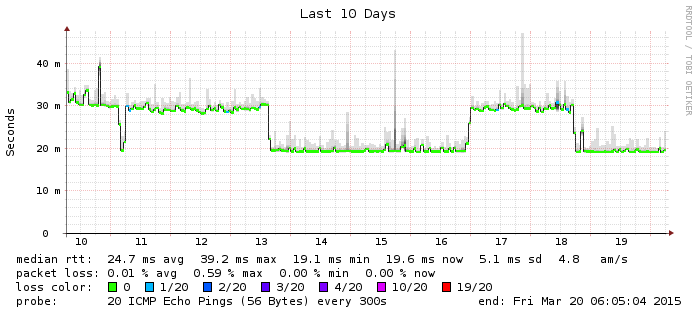 Last 10 Days
RRDTOOL / TOBI OETIKER
Seconds
40 m
30 m
20 m
10 m
0
10 11 12 13 14 15 16 17 18 19
median rtt: 24.7 ms avg 39.2 ms max 19.1 ms min 19.6 ms now 5.1 ms sd 4.8 am/s
packet loss: 0.01 % avg 0.59 % max 0.00 % min 0.00 % now
loss color: 0 1/20 2/20 3/20 4/20 10/20 19/20
probe: 20 ICMP Echo Pings (56 Bytes) every 300s end: Fri Mar 20 06:05:04 2015